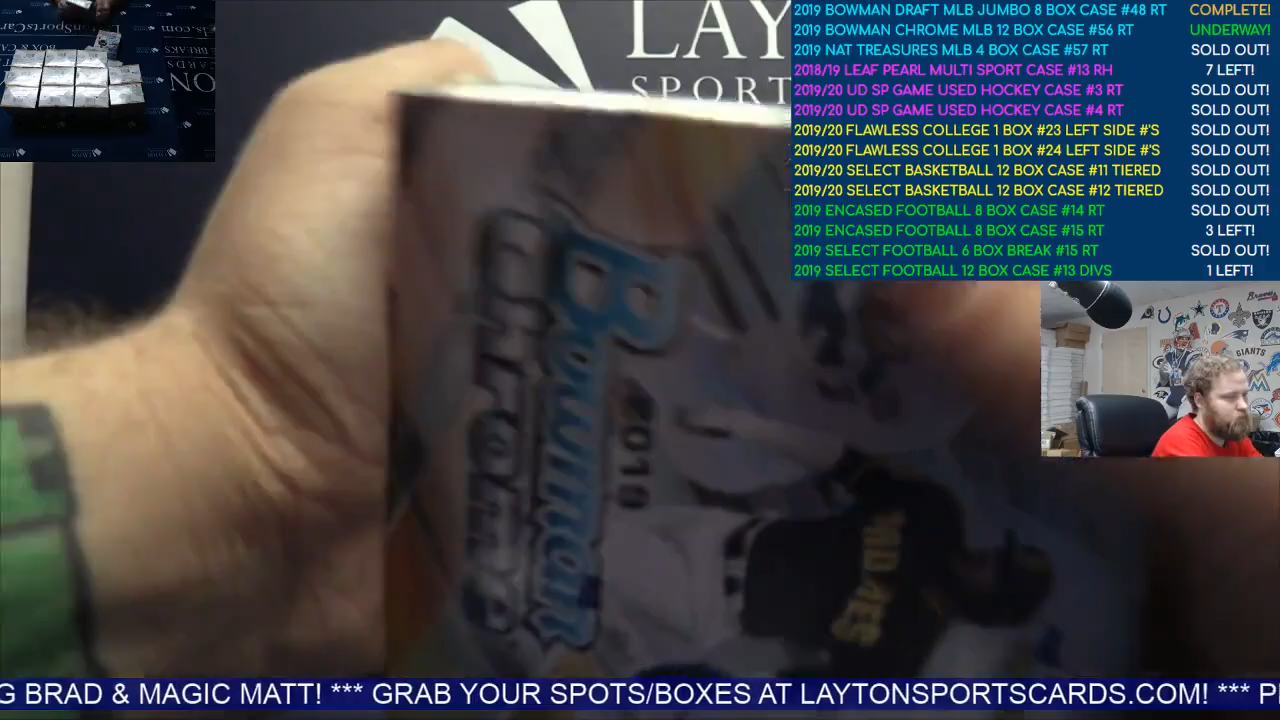 LAY
SPORT
2019 BOWMAN DRAFT MLB JUMBO 8 BOX CASE #48 RT COMPLETE!
2019 BOWMAN CHROME MLB 12 BOX CASE #56 RT UNDERWAY!
2019 NAT TREASURES MLB 4 BOX CASE #57 RT SOLD OUT!
2018/19 LEAF PEARL MULTI SPORT CASE #13 RH 7 LEFT!
2019/20 UD SP GAME USED HOCKEY CASE #3 RT SOLD OUT!
2019/20 UD SP GAME USED HOCKEY CASE #4 RT SOLD OUT!
2019/20 FLAWLESS COLLEGE 1 BOX #23 LEFT SIDE #'S SOLD OUT!
2019/20 FLAWLESS COLLEGE 1 BOX #24 LEFT SIDE #'S SOLD OUT!
2019/20 SELECT BASKETBALL 12 BOX CASE #11 TIERED SOLD OUT!
2019/20 SELECT BASKETBALL 12 BOX CASE #12 TIERED SOLD OUT!
2019 ENCASED FOOTBALL 8 BOX CASE #14 RT SOLD OUT!
2019 ENCASED FOOTBALL 8 BOX CASE #15 RT 3 LEFT!
2019 SELECT FOOTBALL 6 BOX BREAK #15 RT SOLD OUT!
2019 SELECT FOOTBALL 12 BOX CASE #13 DIVS 1 LEFT!
2019
Bowman
CHROME
PADRES
GIANTS
G BRAD & MAGIC MATT! *** GRAB YOUR SPOTS/BOXES AT LAYTONSPORTSCARDS.COM! *** P